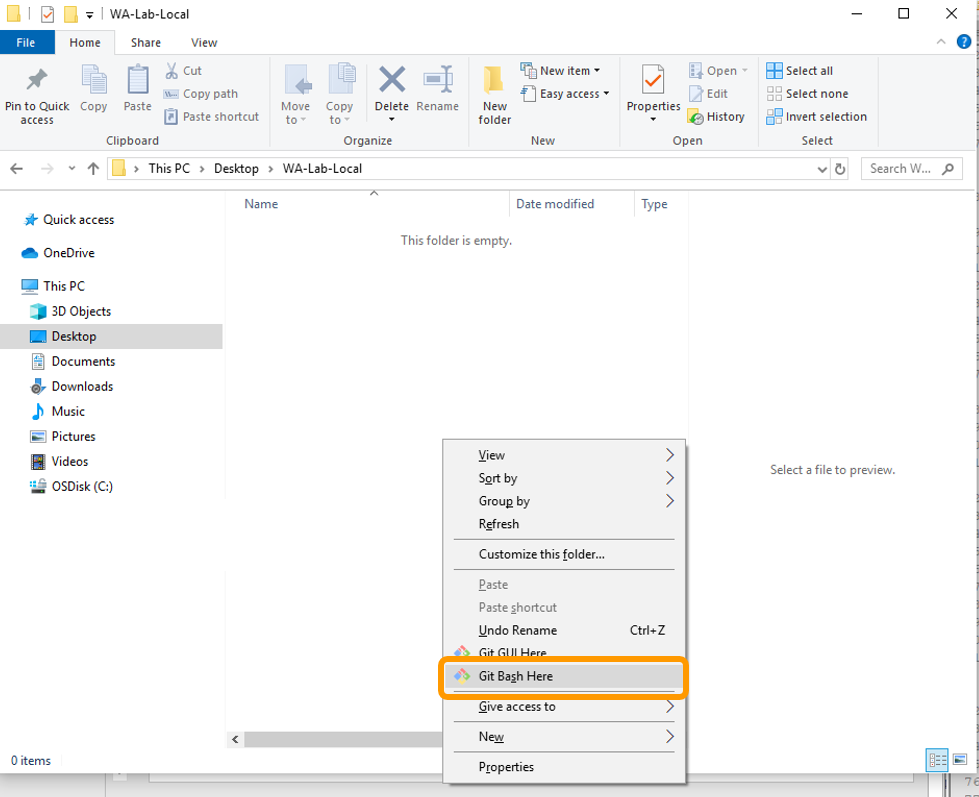 WA-Lab-Local
File Home Share View
Pin to Quick access
Copy
Paste
Cut
Copy path
Paste shortcut
Clipboard
Move to
Copy to
Delete
Rename
Organize
New folder
New item
Easy access
New
Properties
Open
Edit
History
Open
Select all
Select none
Invert selection
Select
This PC > Desktop > WA-Lab-Local
Search W...
Name Date modified Type
This folder is empty.
Quick access
OneDrive
This PC
3D Objects
Desktop
Documents
Downloads
Music
Pictures
Videos
OSDisk (C:)
Select a file to preview.
View
Sort by
Group by
Refresh
Customize this folder...
Paste
Paste shortcut
Undo Rename Ctrl+Z
Git GUI Here
Git Bash Here
Give access to
New
Properties
0 items